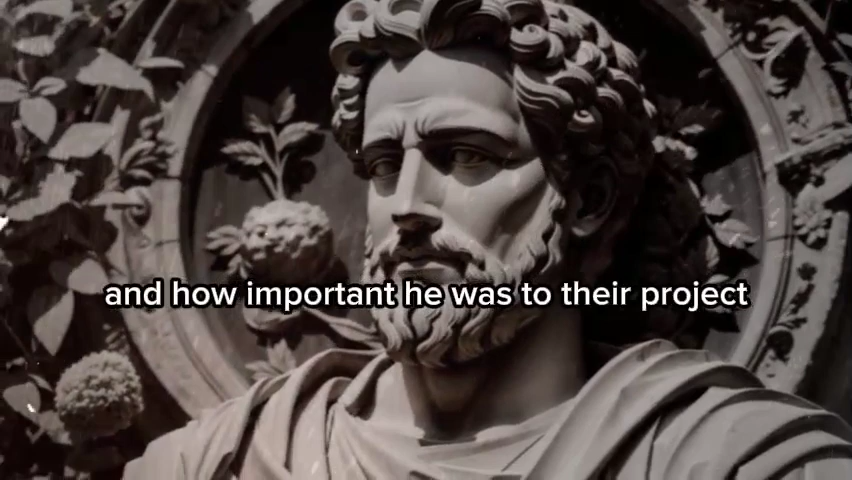 and how important he was to their project